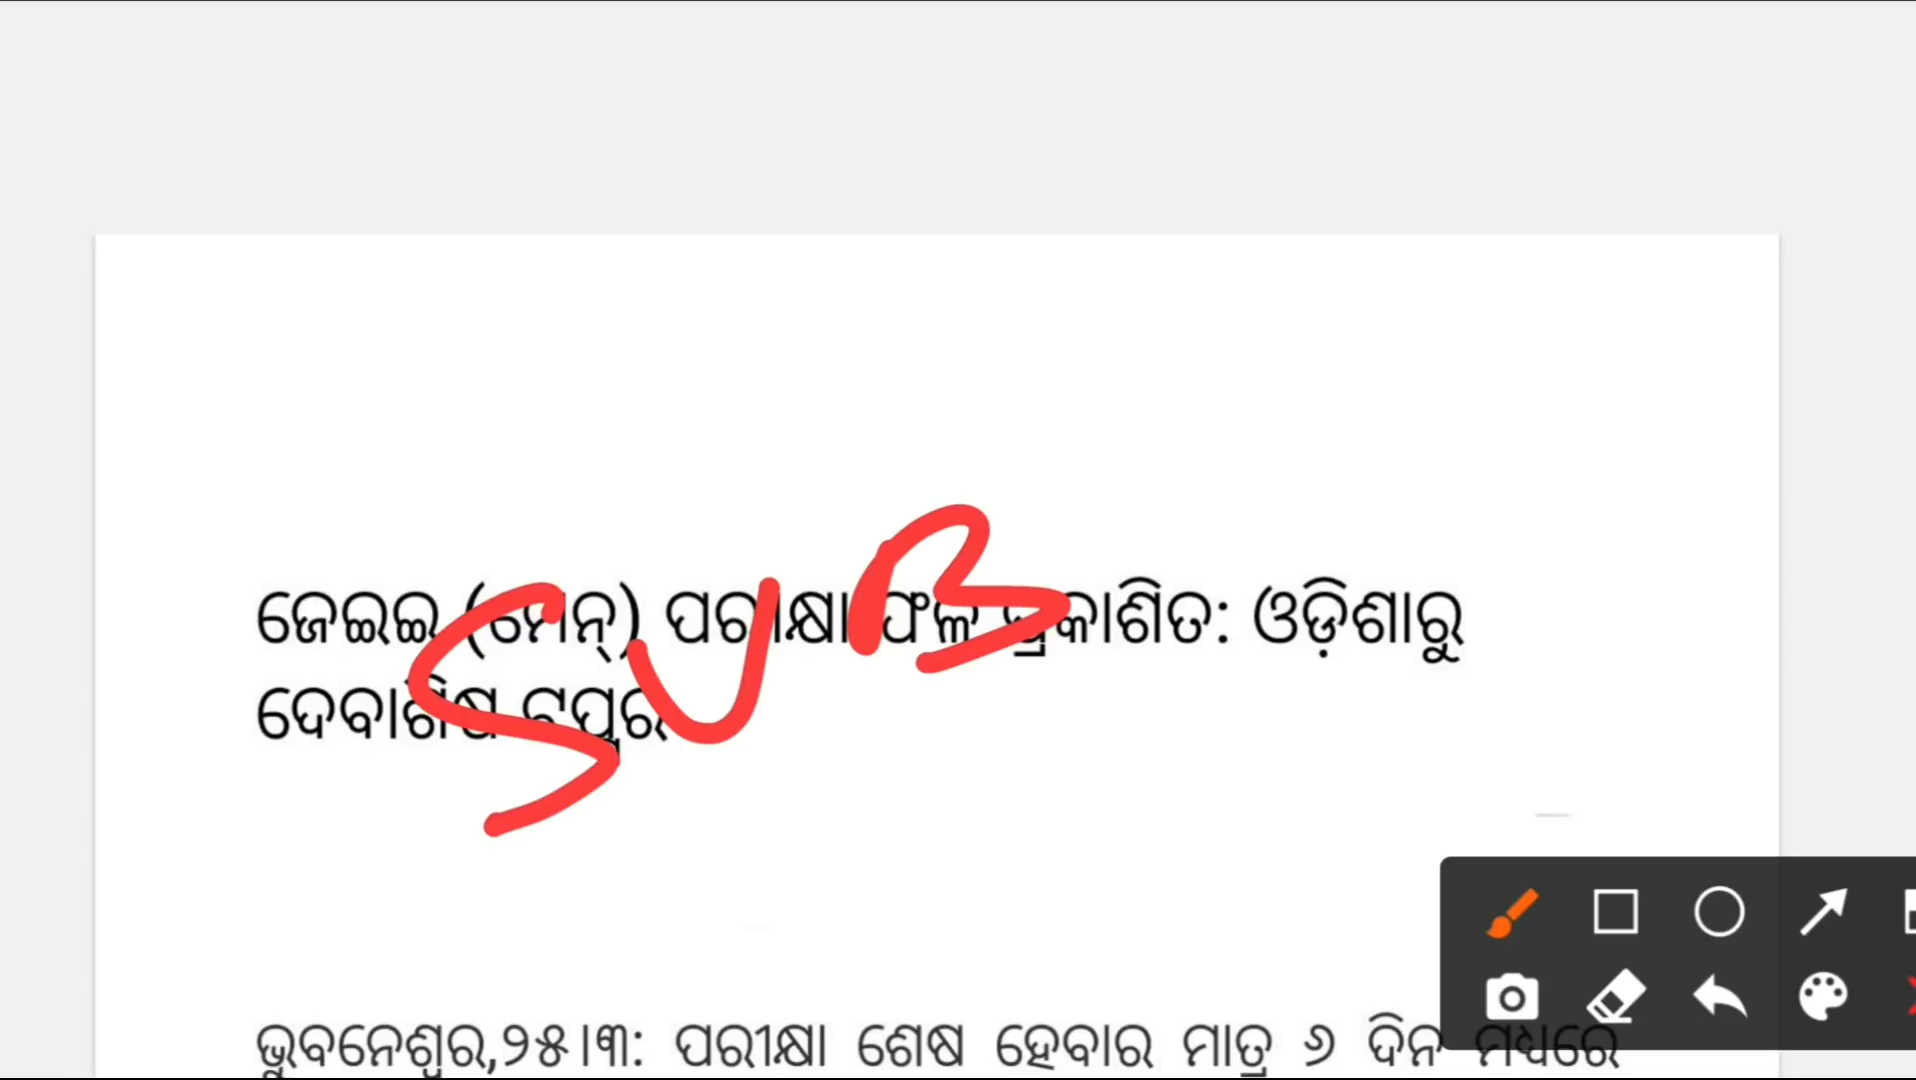 ଜେଇଇ (ମେନ୍) ପରୀକ୍ଷା ଫଳ ପ୍ରକାଶିତ: ଓଡ଼ିଶାରୁ
ଦେବାଶିଷ ଟପ୍ପର
SUB
ଭୁବନେଶ୍ୱର,୨୫।୩: ପରୀକ୍ଷା ଶେଷ ହେବାର ମାତ୍ର ୬ ଦିନ ମଧ୍ୟରେ